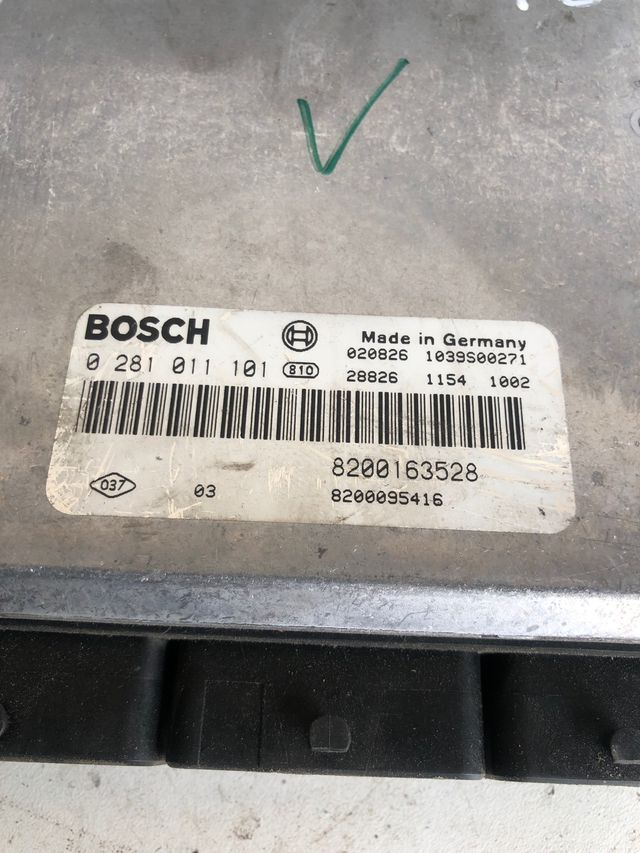 BOSCH
Made in Germany
0 281 011 101 810
020826 1039S00271
28826 1154 1002
8200163528
037 03 8200095416